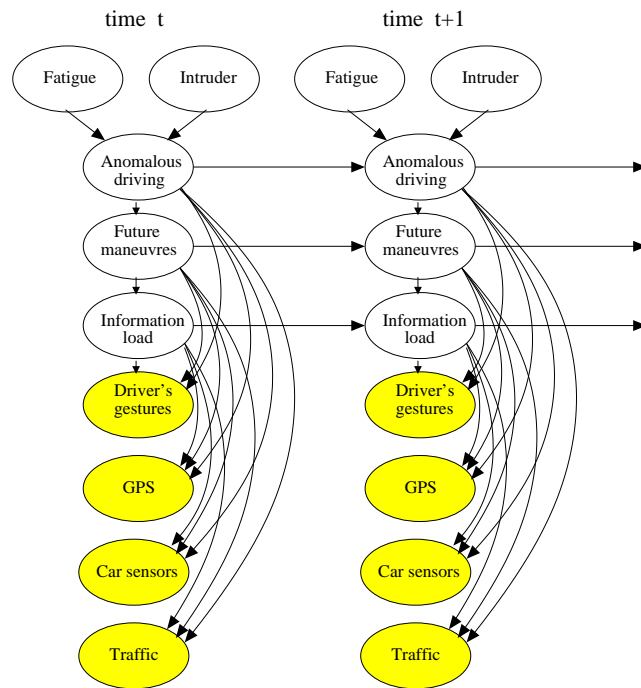 time t
time t+1
Fatigue
Intruder
Fatigue
Intruder
Anomalous
driving
Anomalous
driving
Future
maneuvres
Future
maneuvres
Information
load
Information
load
Driver's
gestures
Driver's
gestures
GPS
GPS
Car sensors
Car sensors
Traffic
Traffic